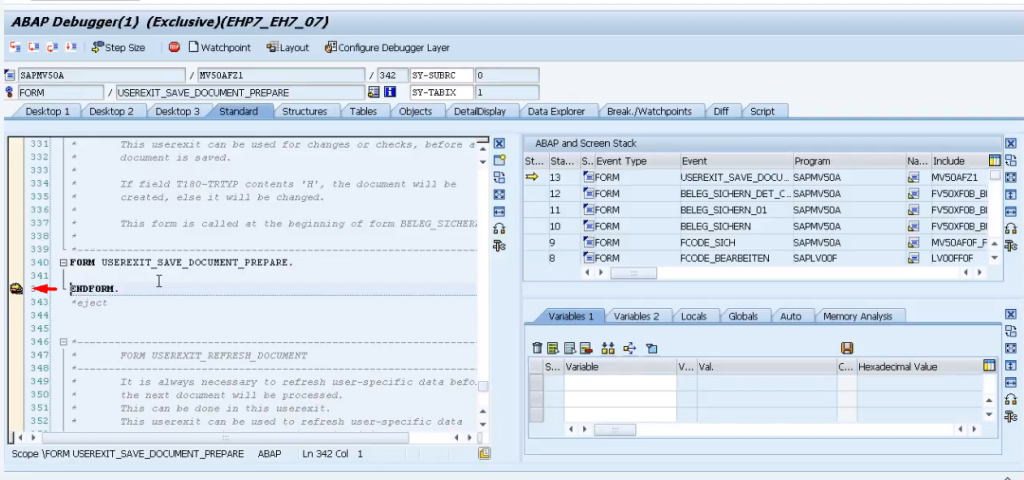 ABAP Debugger(1) (Exclusive)(EHP7_EH7_07)
Step Size Watchpoint Layout Configure Debugger Layer
SAPMV50A / MV50AFZ1 / 342 SY-SUBRC 0
FORM / USEREXIT_SAVE_DOCUMENT_PREPARE SY-TABIX 1
Desktop 1 Desktop 2 Desktop 3 Standard Structures Tables Objects DetailDisplay Data Explorer Break./Watchpoints Diff Script
331 * This userexit can be used for changes or checks, before a
332 * document is saved.
333 *
334 * If field T180-TRTYP contents 'H', the document will be
335 * created, else it will be changed.
336 *
337 * This form is called at the beginning of form BELEG_SICHERN
338 *
339 *---------------------------------------------------------------
340 FORM USEREXIT_SAVE_DOCUMENT_PREPARE.
341
ENDFORM.
343 *eject
344
345
346 *---------------------------------------------------------------
347 * FORM USEREXIT_REFRESH_DOCUMENT
348 *---------------------------------------------------------------
349 * It is always necessary to refresh user-specific data befo
350 * the next document will be processed.
351 * This can be done in this userexit.
352 * This userexit can be used to refresh user-specific data
Scope \FORM USEREXIT_SAVE_DOCUMENT_PREPARE ABAP Ln 342 Col 1
ABAP and Screen Stack
St... Sta... S.. Event Type Event Program Na... Include
13 FORM USEREXIT_SAVE_DOCU... SAPMV50A MV50AFZ1
12 FORM BELEG_SICHERN_DET_C... SAPMV50A FV50XF0B_BI
11 FORM BELEG_SICHERN_01 SAPMV50A FV50XF0B_BI
10 FORM BELEG_SICHERN SAPMV50A FV50XF0B_BI
9 FORM FCODE_SICH SAPMV50A MV50AF0F_F
8 FORM FCODE_BEARBEITEN SAPLV00F LV00FF0F
Variables 1 Variables 2 Locals Globals Auto Memory Analysis
S... Variable V... Val. C... Hexadecimal Value